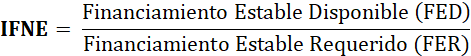 IFNE = Financiamiento Estable Disponible (FED)
Financiamiento Estable Requerido (FER)